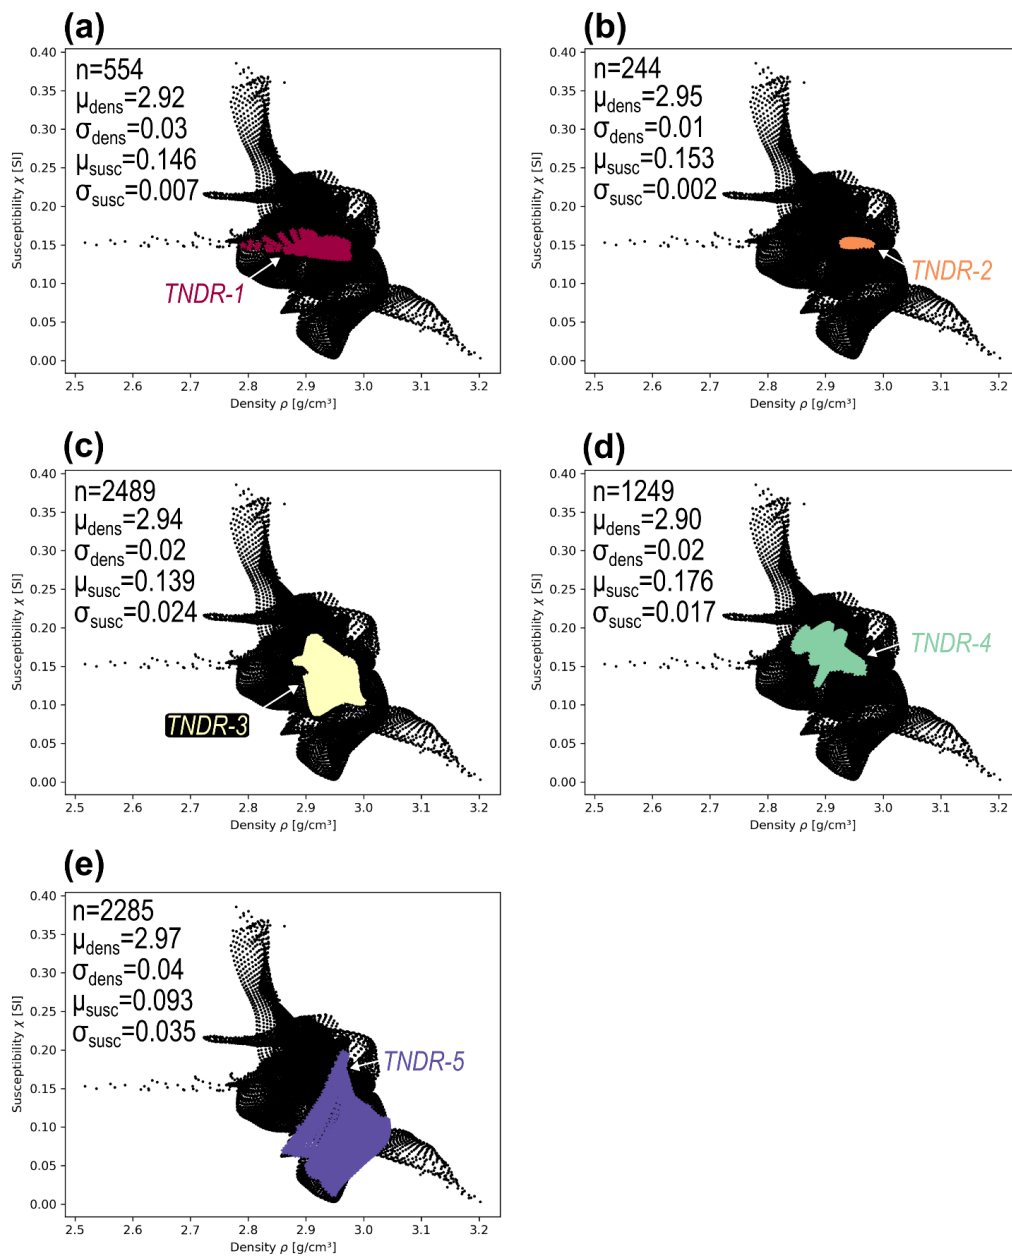 (a)
n=554
μdens=2.92
σdens=0.03
μsusc=0.146
σsusc=0.007
TNDR-1
0.40
0.35
0.30
0.25
0.20
0.15
0.10
0.05
0.00
Susceptibility χ [SI]
2.5 2.6 2.7 2.8 2.9 3.0 3.1 3.2
Density ρ [g/cm³]
(b)
n=244
μdens=2.95
σdens=0.01
μsusc=0.153
σsusc=0.002
TNDR-2
0.40
0.35
0.30
0.25
0.20
0.15
0.10
0.05
0.00
Susceptibility χ [SI]
2.5 2.6 2.7 2.8 2.9 3.0 3.1 3.2
Density ρ [g/cm³]
(c)
n=2489
μdens=2.94
σdens=0.02
μsusc=0.139
σsusc=0.024
TNDR-3
0.40
0.35
0.30
0.25
0.20
0.15
0.10
0.05
0.00
Susceptibility χ [SI]
2.5 2.6 2.7 2.8 2.9 3.0 3.1 3.2
Density ρ [g/cm³]
(d)
n=1249
μdens=2.90
σdens=0.02
μsusc=0.176
σsusc=0.017
TNDR-4
0.40
0.35
0.30
0.25
0.20
0.15
0.10
0.05
0.00
Susceptibility χ [SI]
2.5 2.6 2.7 2.8 2.9 3.0 3.1 3.2
Density ρ [g/cm³]
(e)
n=2285
μdens=2.97
σdens=0.04
μsusc=0.093
σsusc=0.035
TNDR-5
0.40
0.35
0.30
0.25
0.20
0.15
0.10
0.05
0.00
Susceptibility χ [SI]
2.5 2.6 2.7 2.8 2.9 3.0 3.1 3.2
Density ρ [g/cm³]